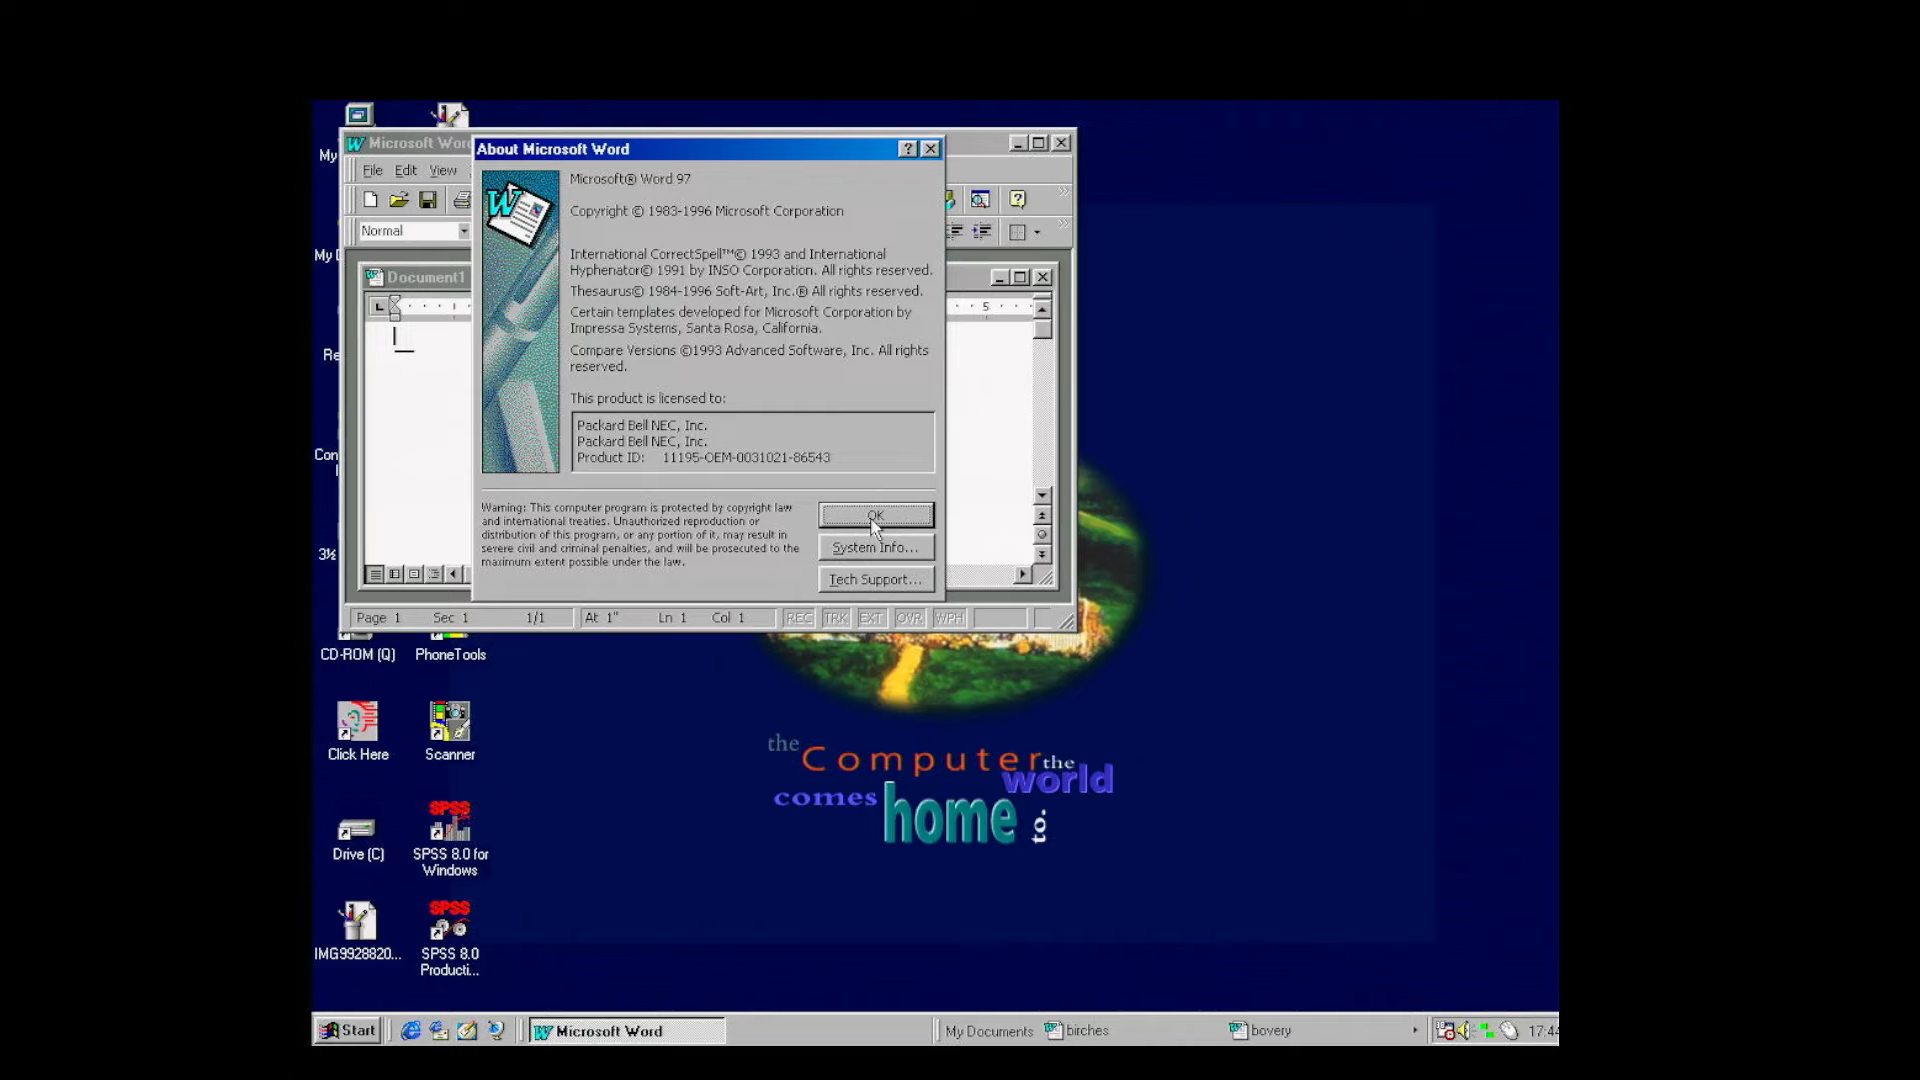 My
Microsoft Word
About Microsoft Word
File Edit View
Normal
Microsoft® Word 97
Copyright © 1983-1996 Microsoft Corporation
International CorrectSpell™© 1993 and International
Hyphenator© 1991 by INSO Corporation. All rights reserved.
Thesaurus© 1984-1996 Soft-Art, Inc.® All rights reserved.
Certain templates developed for Microsoft Corporation by
Impressa Systems, Santa Rosa, California.
Compare Versions ©1993 Advanced Software, Inc. All rights
reserved.
This product is licensed to:
Packard Bell NEC, Inc.
Packard Bell NEC, Inc.
Product ID: 11195-OEM-0031021-86543
Warning: This computer program is protected by copyright law
and international treaties. Unauthorized reproduction or
distribution of this program, or any portion of it, may result in
severe civil and criminal penalties, and will be prosecuted to the
maximum extent possible under the law.
OK
System Info...
Tech Support...
My D
Document1
5
Re
Con
3½
Page 1 Sec 1 1/1 At 1" Ln 1 Col 1 REC TRK EXT OVR WPH
CD-ROM (Q)
PhoneTools
Click Here
Scanner
Drive (C)
SPSS
SPSS 8.0 for
Windows
IMG9928820...
SPSS
SPSS 8.0
Producti...
the
Computer the
world
comes
home to.
Start
Microsoft Word
My Documents
birches
bovery
17:44